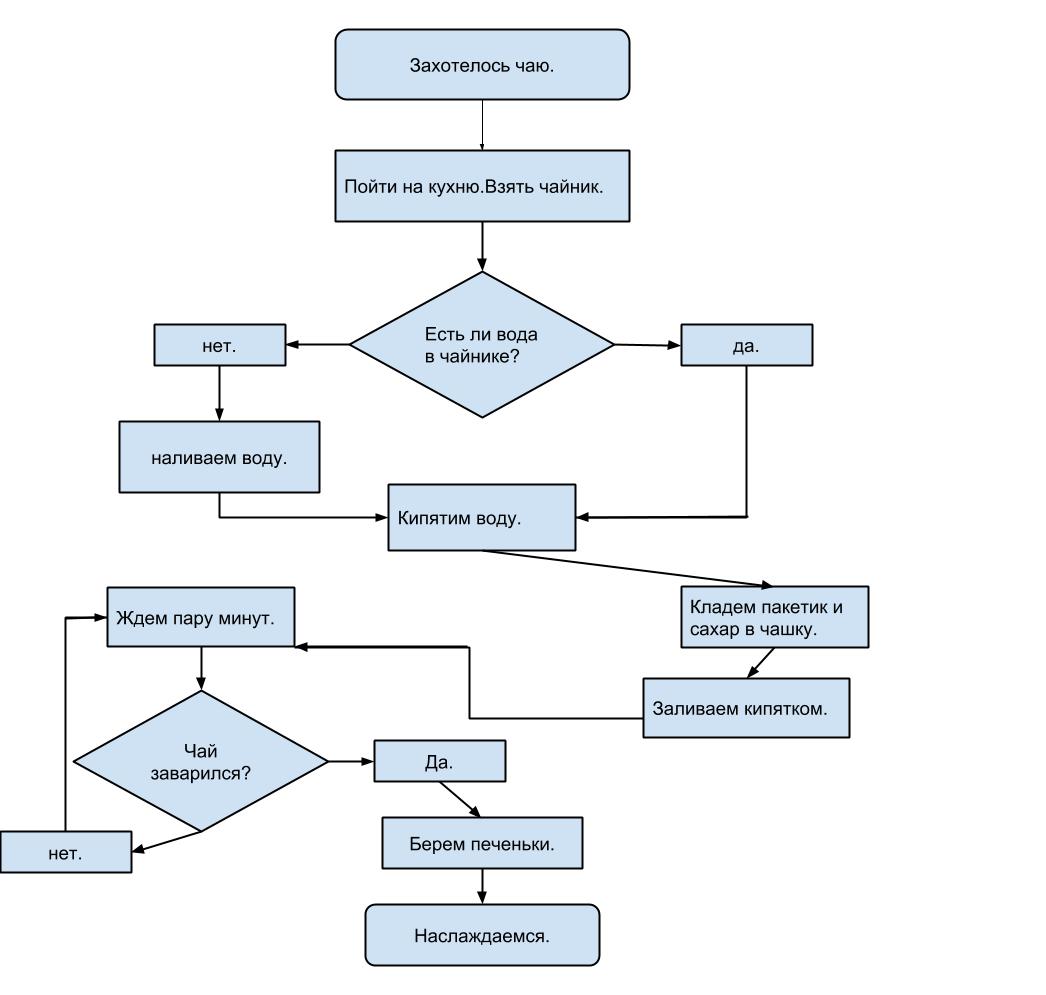 Захотелось чаю.
Пойти на кухню.Взять чайник.
Есть ли вода
в чайнике?
нет.
да.
наливаем воду.
Кипятим воду.
Кладем пакетик и
сахар в чашку.
Заливаем кипятком.
Ждем пару минут.
Чай
заварился?
нет.
Да.
Берем печеньки.
Наслаждаемся.